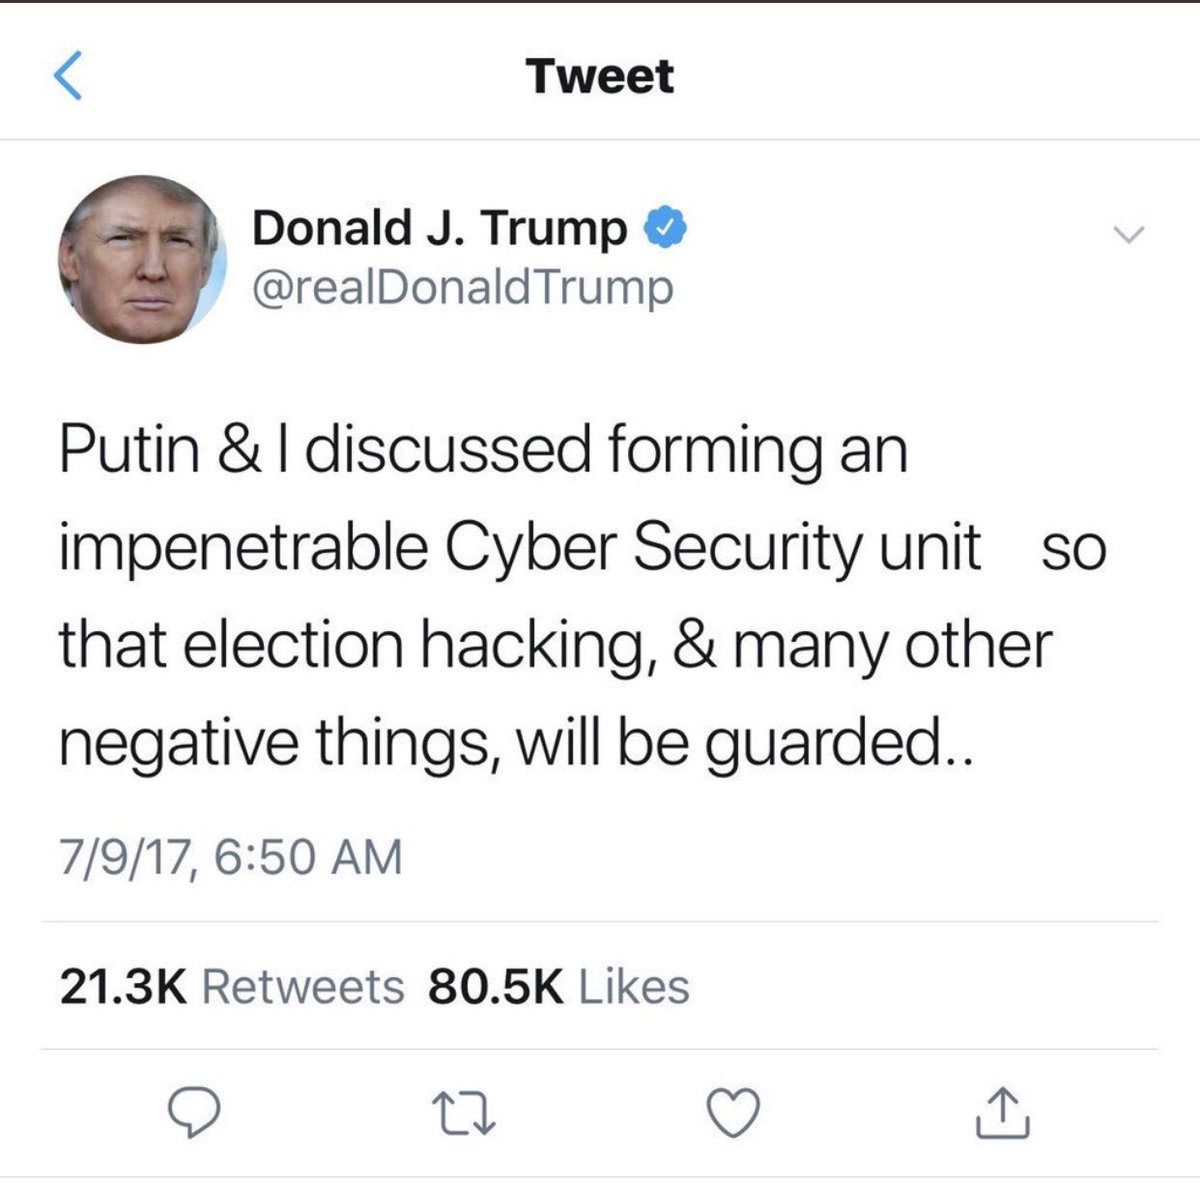 Tweet
Donald J. Trump
@realDonaldTrump
Putin & I discussed forming an
impenetrable Cyber Security unit so
that election hacking, & many other
negative things, will be guarded..
7/9/17, 6:50 AM
21.3K Retweets 80.5K Likes